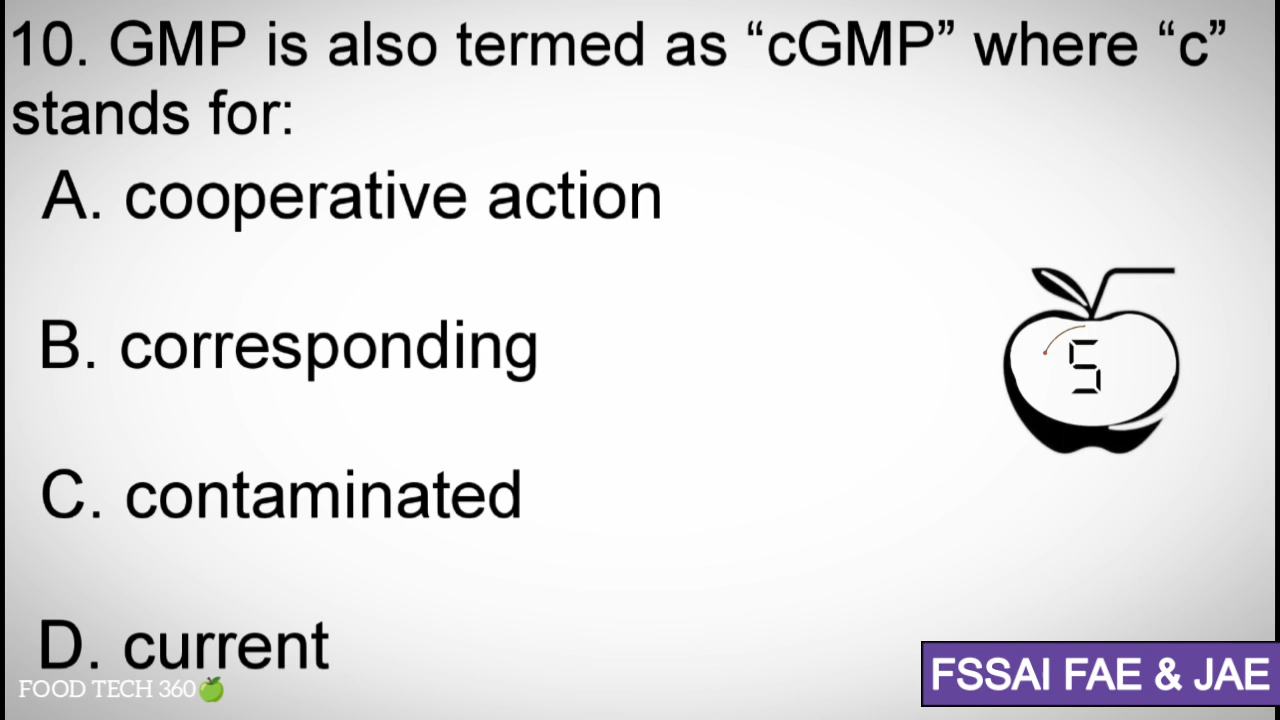 10. GMP is also termed as “cGMP” where “c”
stands for:
A. cooperative action
B. corresponding
5
C. contaminated
D. current
FSSAI FAE & JAE
FOOD TECH 360🍏